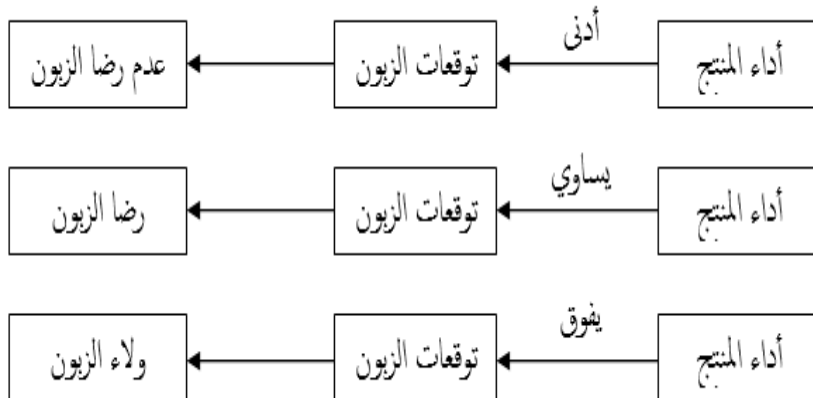 أدنى
أداء المنتج توقعات الزبون عدم رضا الزبون
يساوي
أداء المنتج توقعات الزبون رضا الزبون
يفوق
أداء المنتج توقعات الزبون ولاء الزبون